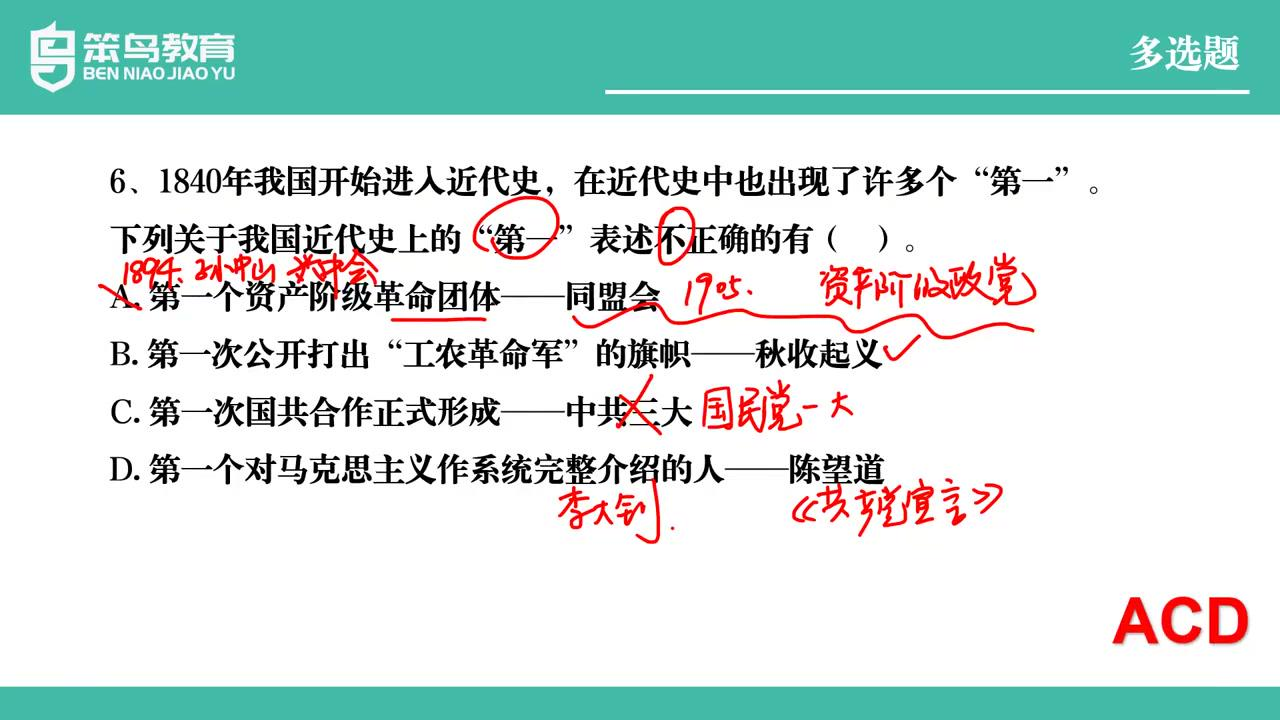 笨鸟教育
BEN NIAO JIAO YU
多选题
6、1840年我国开始进入近代史，在近代史中也出现了许多个“第一”。
下列关于我国近代史上的“第一”表述不正确的有（ ）。
1894、孙中山 兴中会
A. 第一个资产阶级革命团体——同盟会 1905. 资产阶级政党
B. 第一次公开打出“工农革命军”的旗帜——秋收起义
C. 第一次国共合作正式形成——中共三大 国民党一大
D. 第一个对马克思主义作系统完整介绍的人——陈望道
李大钊. 《共产党宣言》
ACD